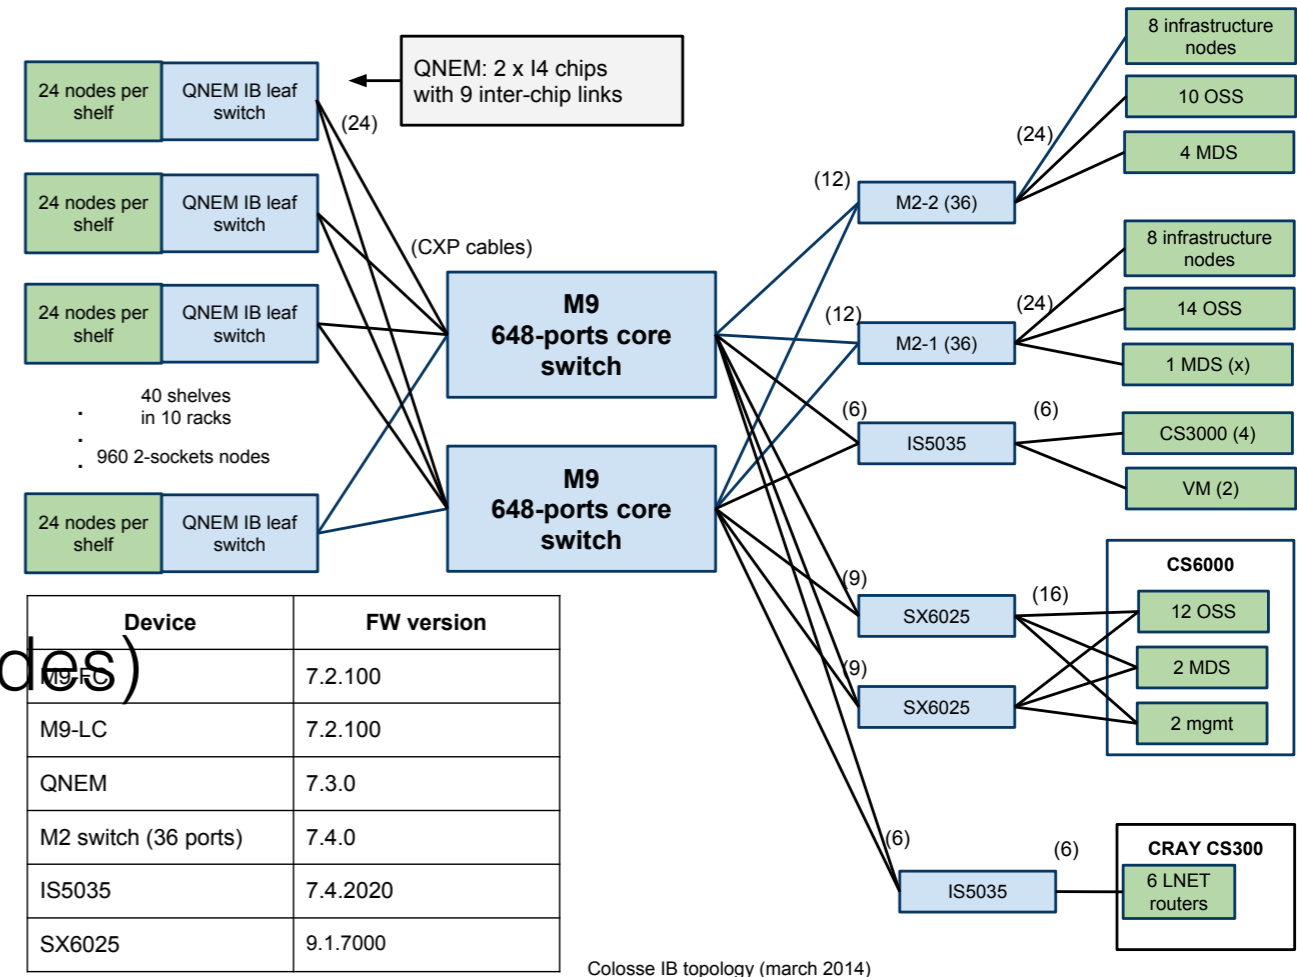 QNEM: 2 x I4 chips
with 9 inter-chip links
24 nodes per
shelf
QNEM IB leaf
switch
(24)
24 nodes per
shelf
QNEM IB leaf
switch
(CXP cables)
24 nodes per
shelf
QNEM IB leaf
switch
40 shelves
in 10 racks
.
.
.
960 2-sockets nodes
24 nodes per
shelf
QNEM IB leaf
switch
M9
648-ports core
switch
M9
648-ports core
switch
(12)
M2-2 (36)
(24)
8 infrastructure
nodes
10 OSS
4 MDS
(12)
M2-1 (36)
(24)
8 infrastructure
nodes
14 OSS
1 MDS (x)
(6)
IS5035
(6)
CS3000 (4)
VM (2)
(9)
SX6025
(16)
(9)
SX6025
CS6000
12 OSS
2 MDS
2 mgmt
(6)
IS5035
(6)
CRAY CS300
6 LNET
routers
des)
Device FW version
M9-FC 7.2.100
M9-LC 7.2.100
QNEM 7.3.0
M2 switch (36 ports) 7.4.0
IS5035 7.4.2020
SX6025 9.1.7000
Colosse IB topology (march 2014)